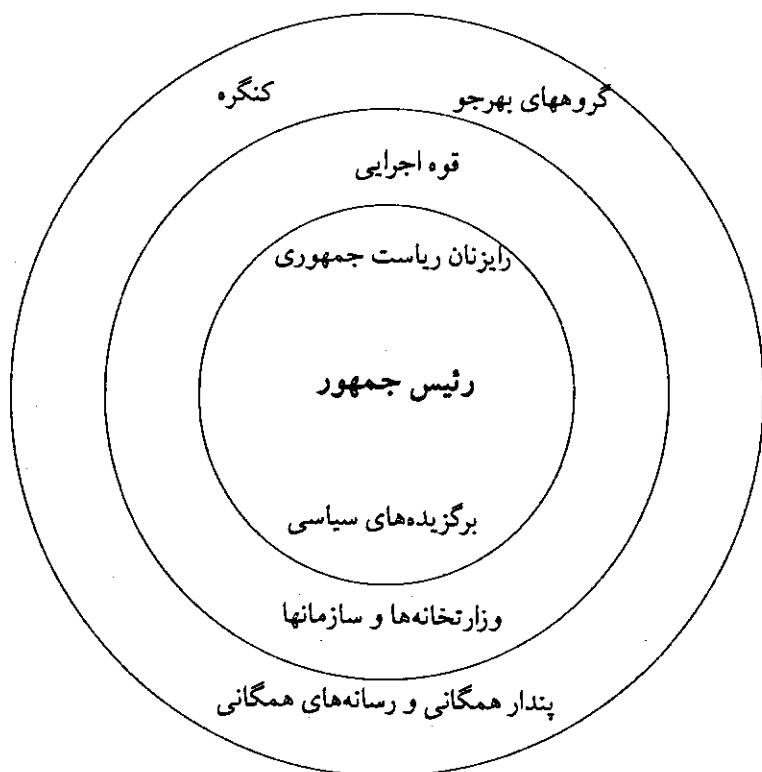 گروههای بهرجو
کنگره
قوه اجرایی
رایزنان ریاست جمهوری
رئیس جمهور
برگزیده‌های سیاسی
وزارتخانه‌ها و سازمانها
پندار همگانی و رسانه‌های همگانی